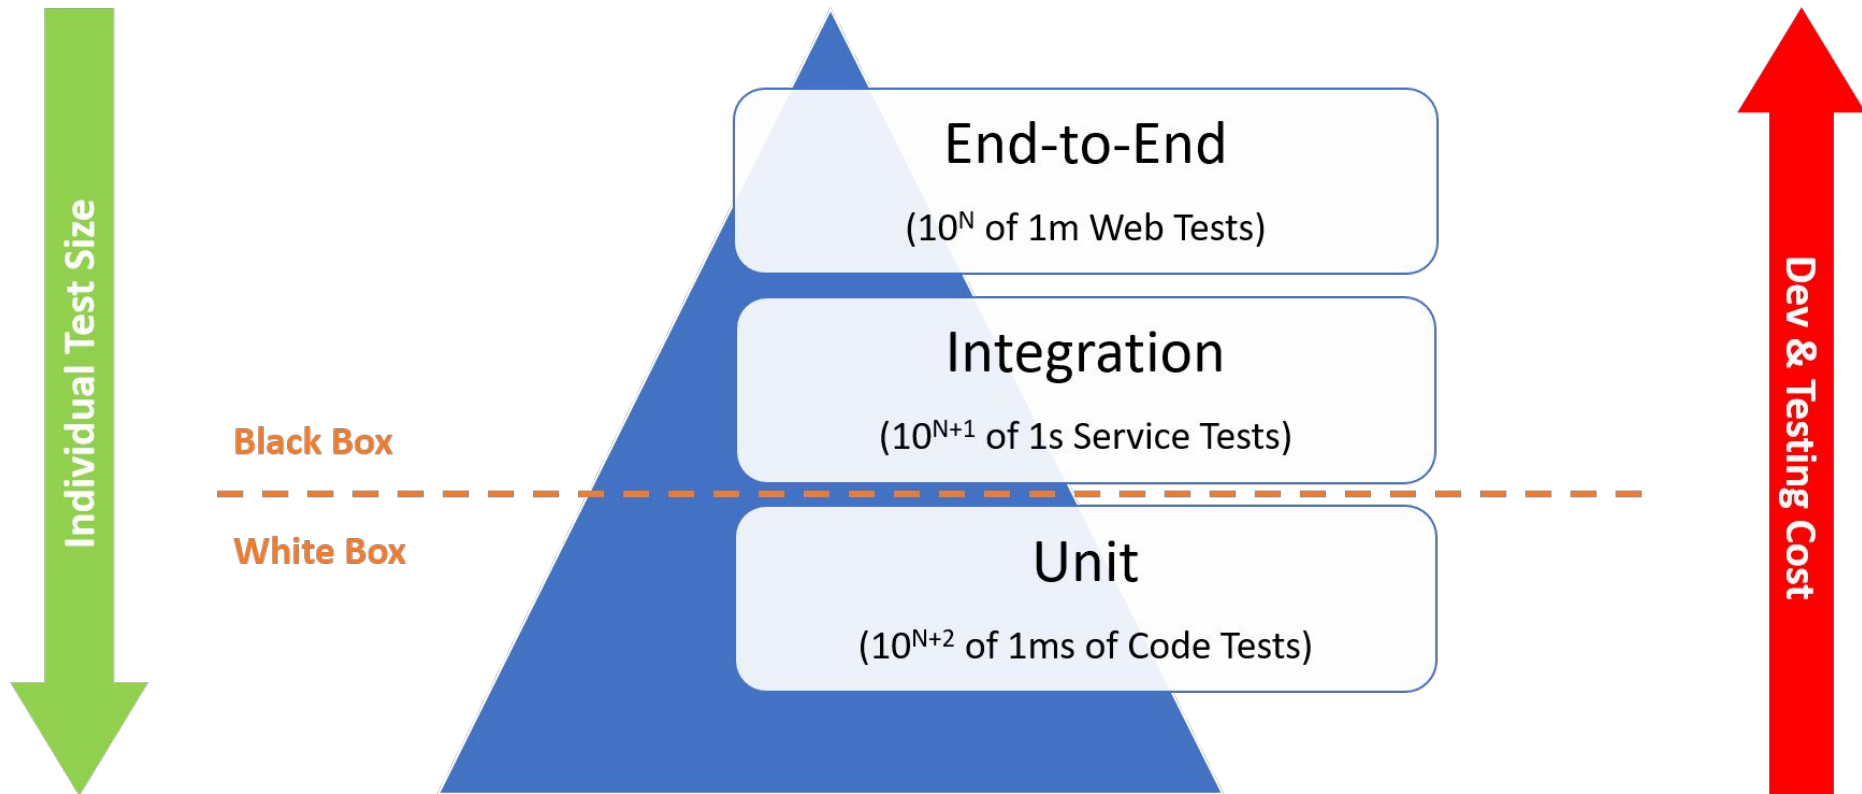 Individual Test Size
End-to-End
(10ᴺ of 1m Web Tests)
Integration
(10ᴺ⁺¹ of 1s Service Tests)
Black Box
White Box
Unit
(10ᴺ⁺² of 1ms of Code Tests)
Dev & Testing Cost